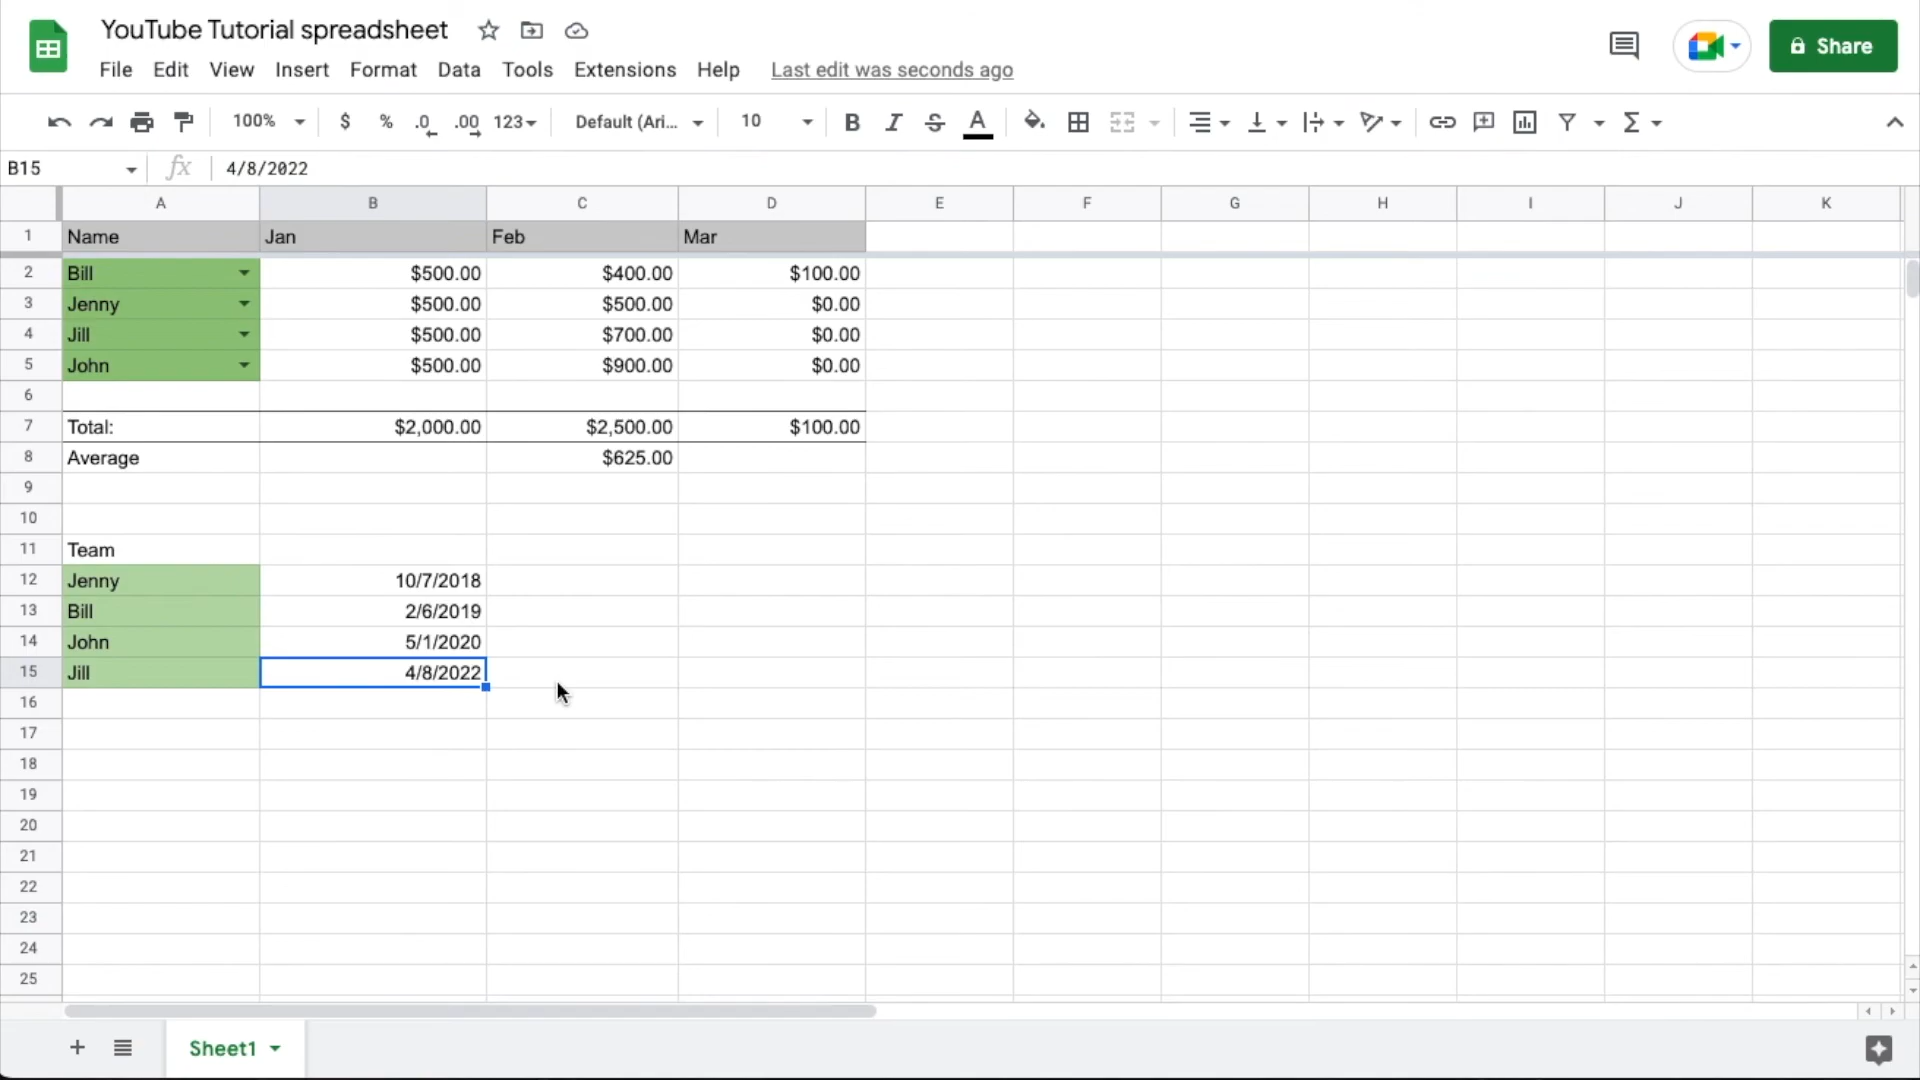 YouTube Tutorial spreadsheet
File Edit View Insert Format Data Tools Extensions Help Last edit was seconds ago
Share
100% $ % .0 .00 123 Default (Ari... 10 B I S A Σ
B15 fx 4/8/2022
A B C D E F G H I J K
1 Name Jan Feb Mar
2 Bill $500.00 $400.00 $100.00
3 Jenny $500.00 $500.00 $0.00
4 Jill $500.00 $700.00 $0.00
5 John $500.00 $900.00 $0.00
6
7 Total: $2,000.00 $2,500.00 $100.00
8 Average $625.00
9
10
11 Team
12 Jenny 10/7/2018
13 Bill 2/6/2019
14 John 5/1/2020
15 Jill 4/8/2022
16
17
18
19
20
21
22
23
24
25
Sheet1